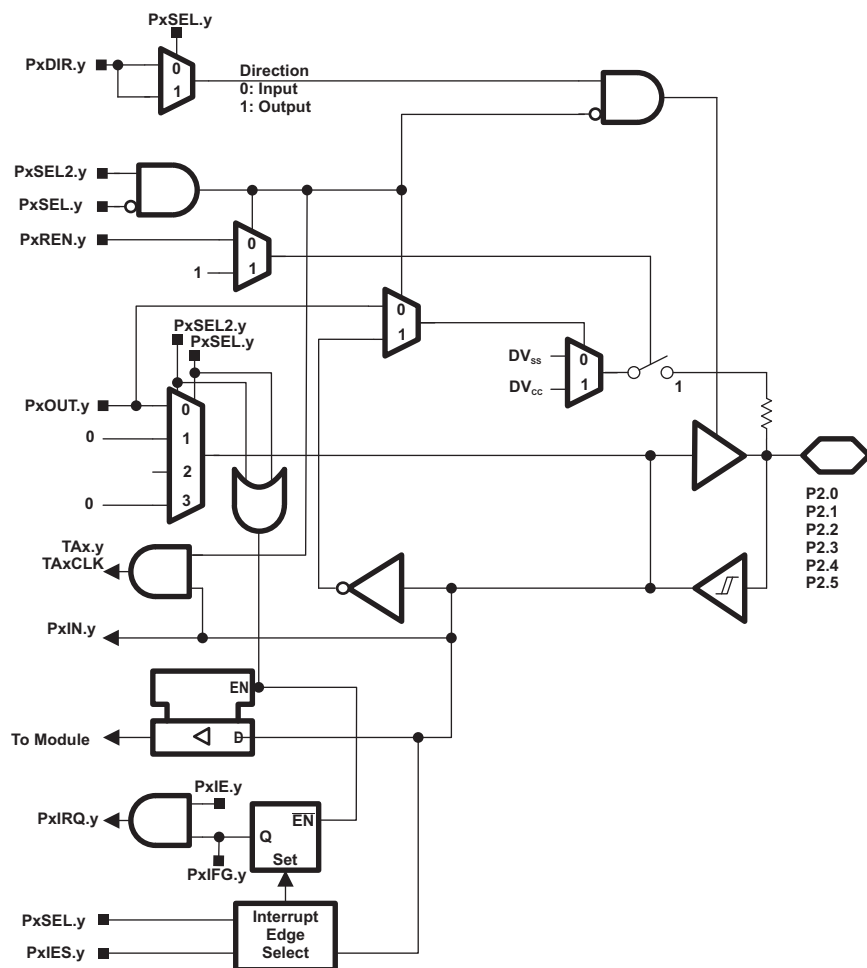 PxSEL.y
PxDIR.y
0
1
Direction
0: Input
1: Output
PxSEL2.y
PxSEL.y
PxREN.y
0
1
1
0
1
PxSEL2.y
PxSEL.y
DVSS
DVCC
0
1
1
PxOUT.y
0
0
1
2
0
3
TAx.y
TAxCLK
P2.0
P2.1
P2.2
P2.3
P2.4
P2.5
PxIN.y
EN
To Module
D
PxIE.y
PxIRQ.y
EN
Q
Set
PxIFG.y
PxSEL.y
PxIES.y
Interrupt
Edge
Select